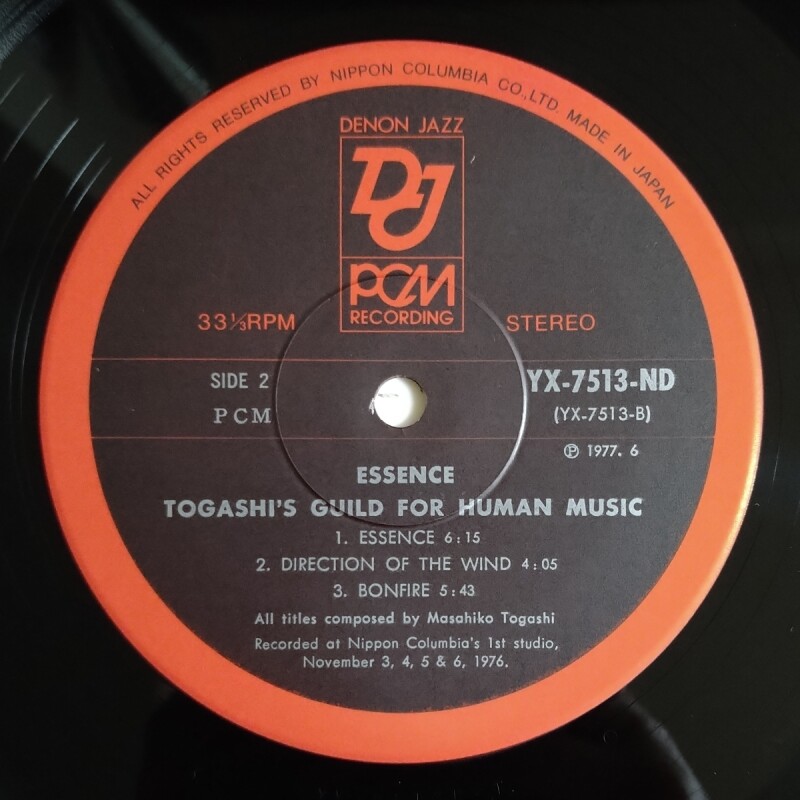 ALL RIGHTS RESERVED BY NIPPON COLUMBIA CO.,LTD. MADE IN JAPAN
DENON JAZZ
DJ
PCM
RECORDING
33⅓RPM STEREO
SIDE 2 YX-7513-ND
PCM (YX-7513-B)
Ⓟ 1977. 6
ESSENCE
TOGASHI'S GUILD FOR HUMAN MUSIC
1. ESSENCE 6:15
2. DIRECTION OF THE WIND 4:05
3. BONFIRE 5:43
All titles composed by Masahiko Togashi
Recorded at Nippon Columbia's 1st studio,
November 3, 4, 5 & 6, 1976.